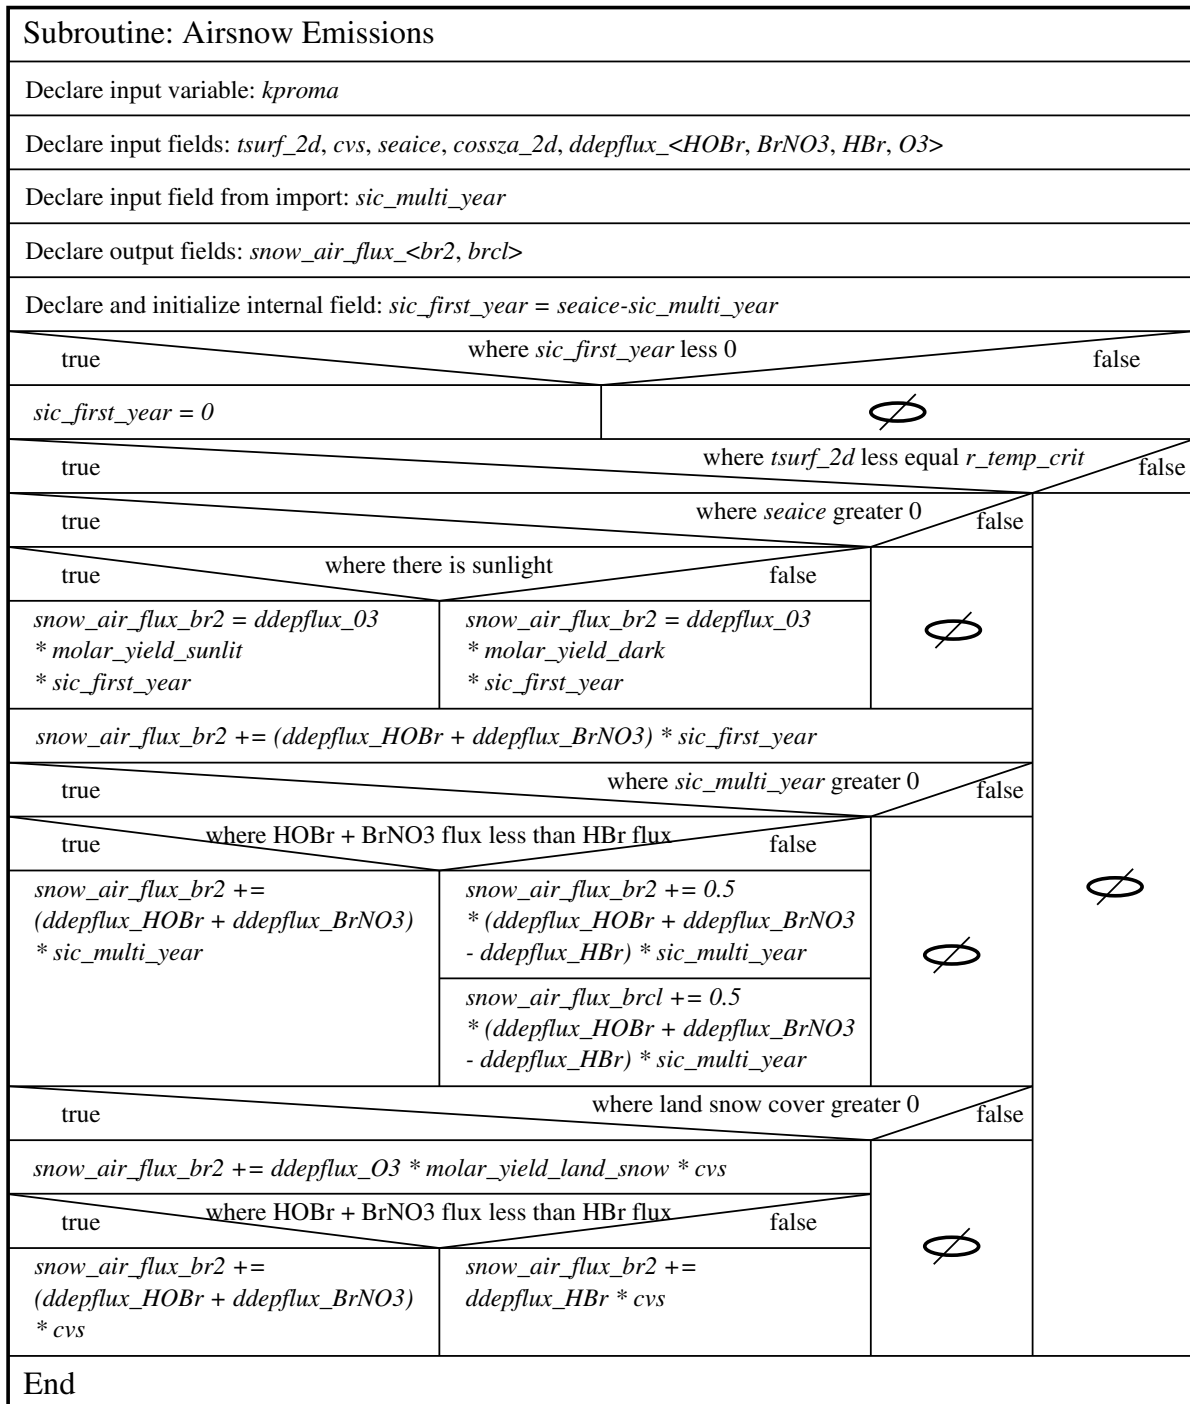 Subroutine: Airsnow Emissions
Declare input variable: kproma
Declare input fields: tsurf_2d, cvs, seaice, cossza_2d, ddepflux_<HOBr, BrNO3, HBr, O3>
Declare input field from import: sic_multi_year
Declare output fields: snow_air_flux_<br2, brcl>
Declare and initialize internal field: sic_first_year = seaice-sic_multi_year
where sic_first_year less 0
true
false
sic_first_year = 0
where tsurf_2d less equal r_temp_crit
true
false
where seaice greater 0
true
false
where there is sunlight
true
false
snow_air_flux_br2 = ddepflux_03
* molar_yield_sunlit
* sic_first_year
snow_air_flux_br2 = ddepflux_03
* molar_yield_dark
* sic_first_year
snow_air_flux_br2 += (ddepflux_HOBr + ddepflux_BrNO3) * sic_first_year
where sic_multi_year greater 0
true
false
where HOBr + BrNO3 flux less than HBr flux
true
false
snow_air_flux_br2 +=
(ddepflux_HOBr + ddepflux_BrNO3)
* sic_multi_year
snow_air_flux_br2 += 0.5
* (ddepflux_HOBr + ddepflux_BrNO3
- ddepflux_HBr) * sic_multi_year
snow_air_flux_brcl += 0.5
* (ddepflux_HOBr + ddepflux_BrNO3
- ddepflux_HBr) * sic_multi_year
where land snow cover greater 0
true
false
snow_air_flux_br2 += ddepflux_O3 * molar_yield_land_snow * cvs
where HOBr + BrNO3 flux less than HBr flux
true
false
snow_air_flux_br2 +=
(ddepflux_HOBr + ddepflux_BrNO3)
* cvs
snow_air_flux_br2 +=
ddepflux_HBr * cvs
End